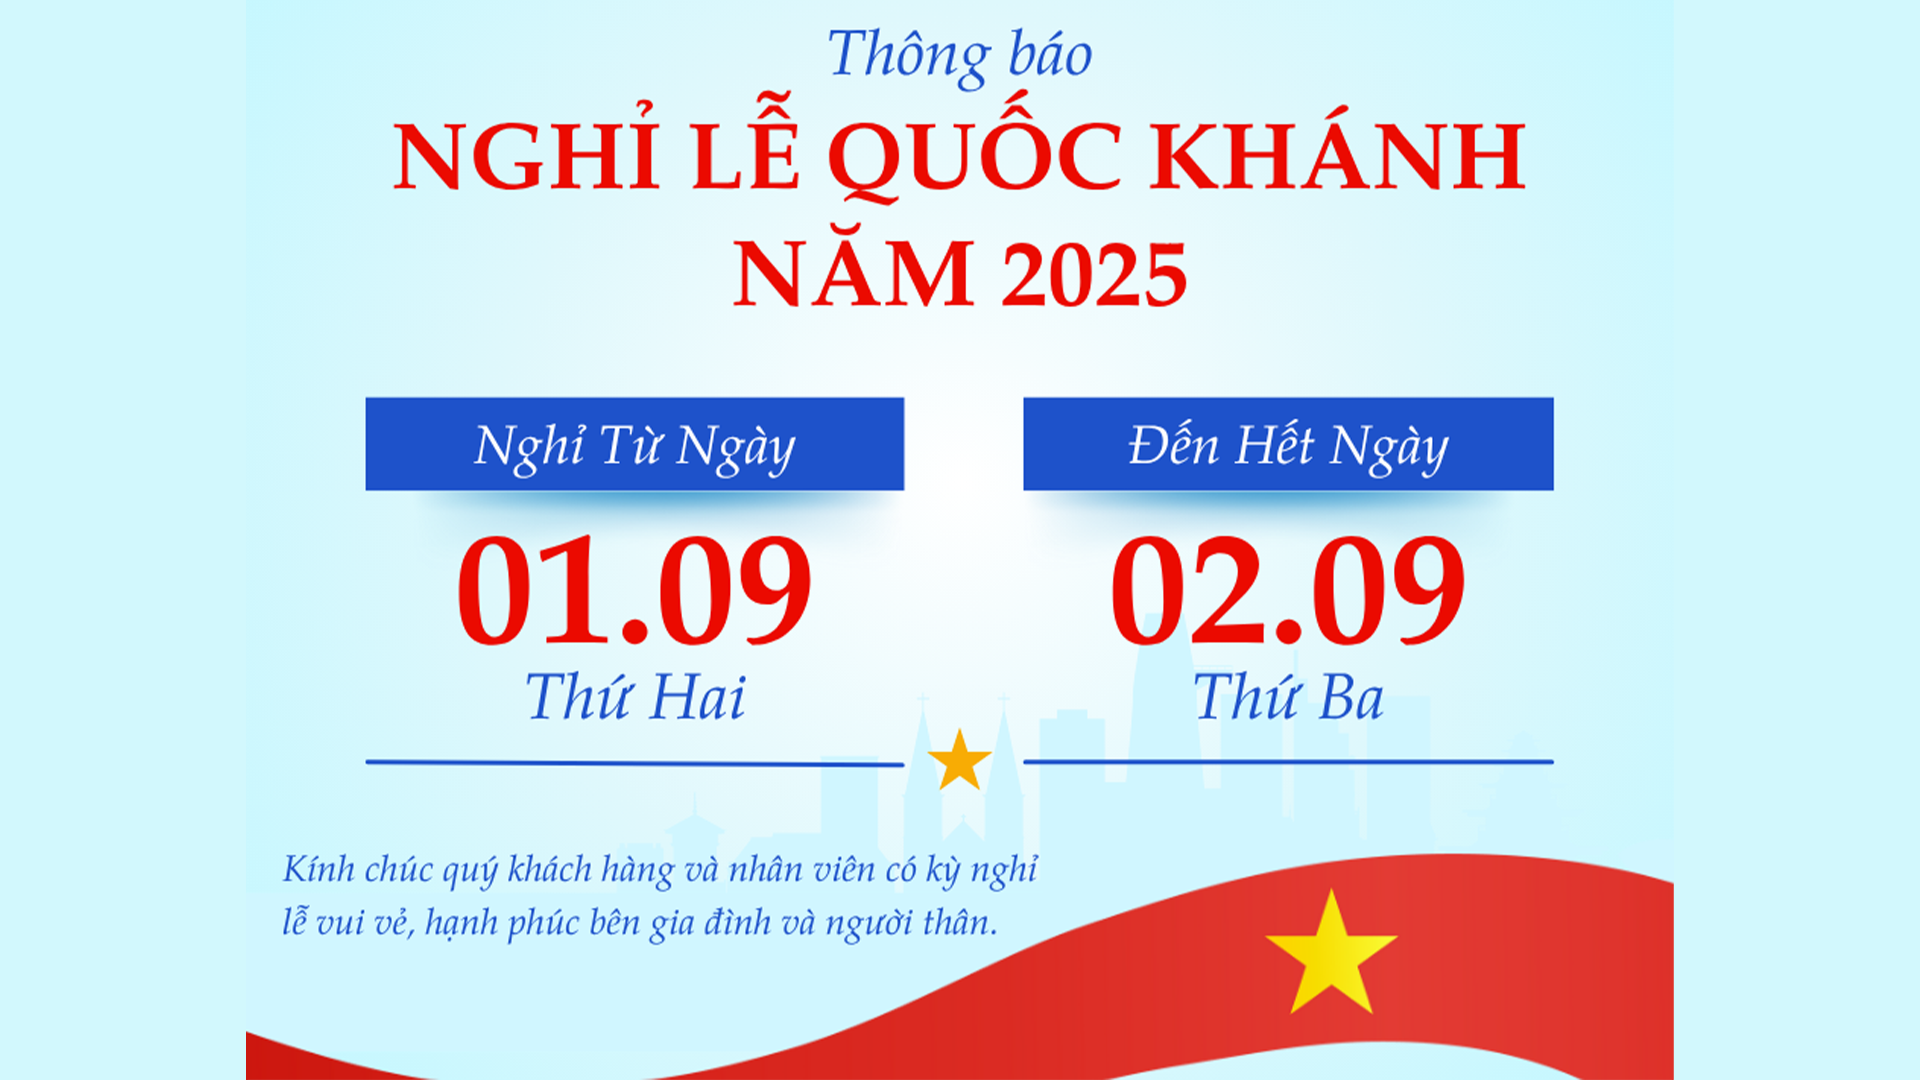 Thông báo
NGHỈ LỄ QUỐC KHÁNH
NĂM 2025
Nghỉ Từ Ngày
01.09
Thứ Hai
Đến Hết Ngày
02.09
Thứ Ba
Kính chúc quý khách hàng và nhân viên có kỳ nghỉ
lễ vui vẻ, hạnh phúc bên gia đình và người thân.